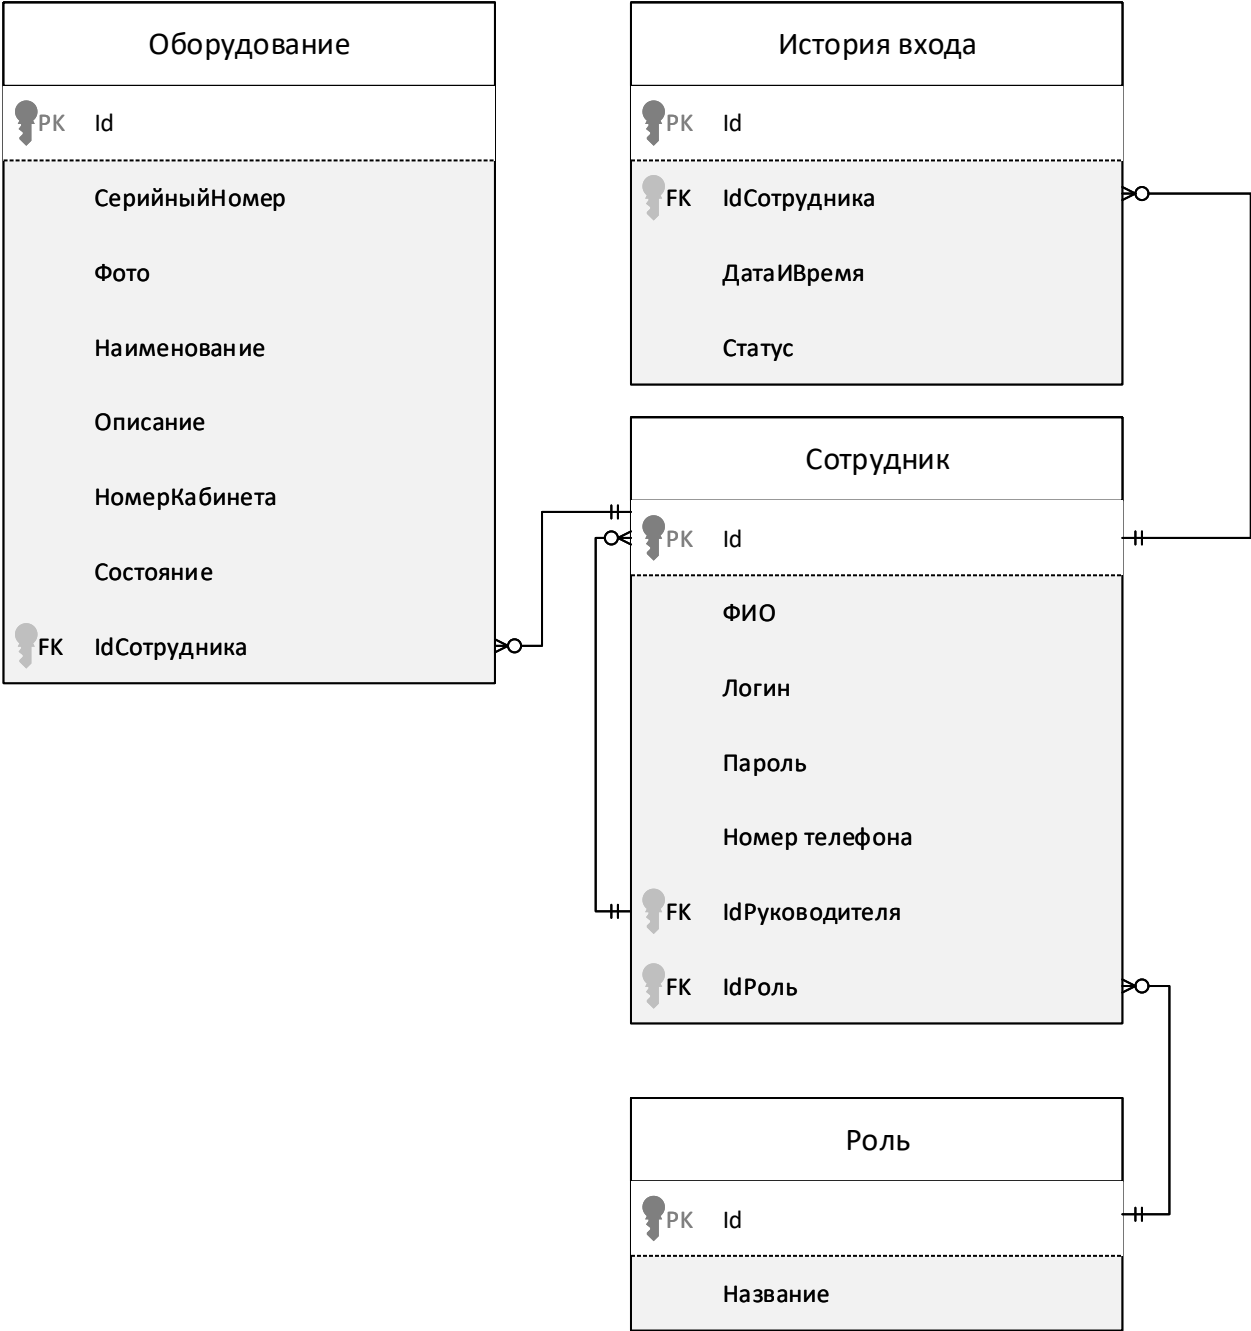 Оборудование
PK Id
СерийныйНомер
Фото
Наименование
Описание
НомерКабинета
Состояние
FK IdСотрудника
История входа
PK Id
FK IdСотрудника
ДатаИВремя
Статус
Сотрудник
PK Id
ФИО
Логин
Пароль
Номер телефона
FK IdРуководителя
FK IdРоль
Роль
PK Id
Название